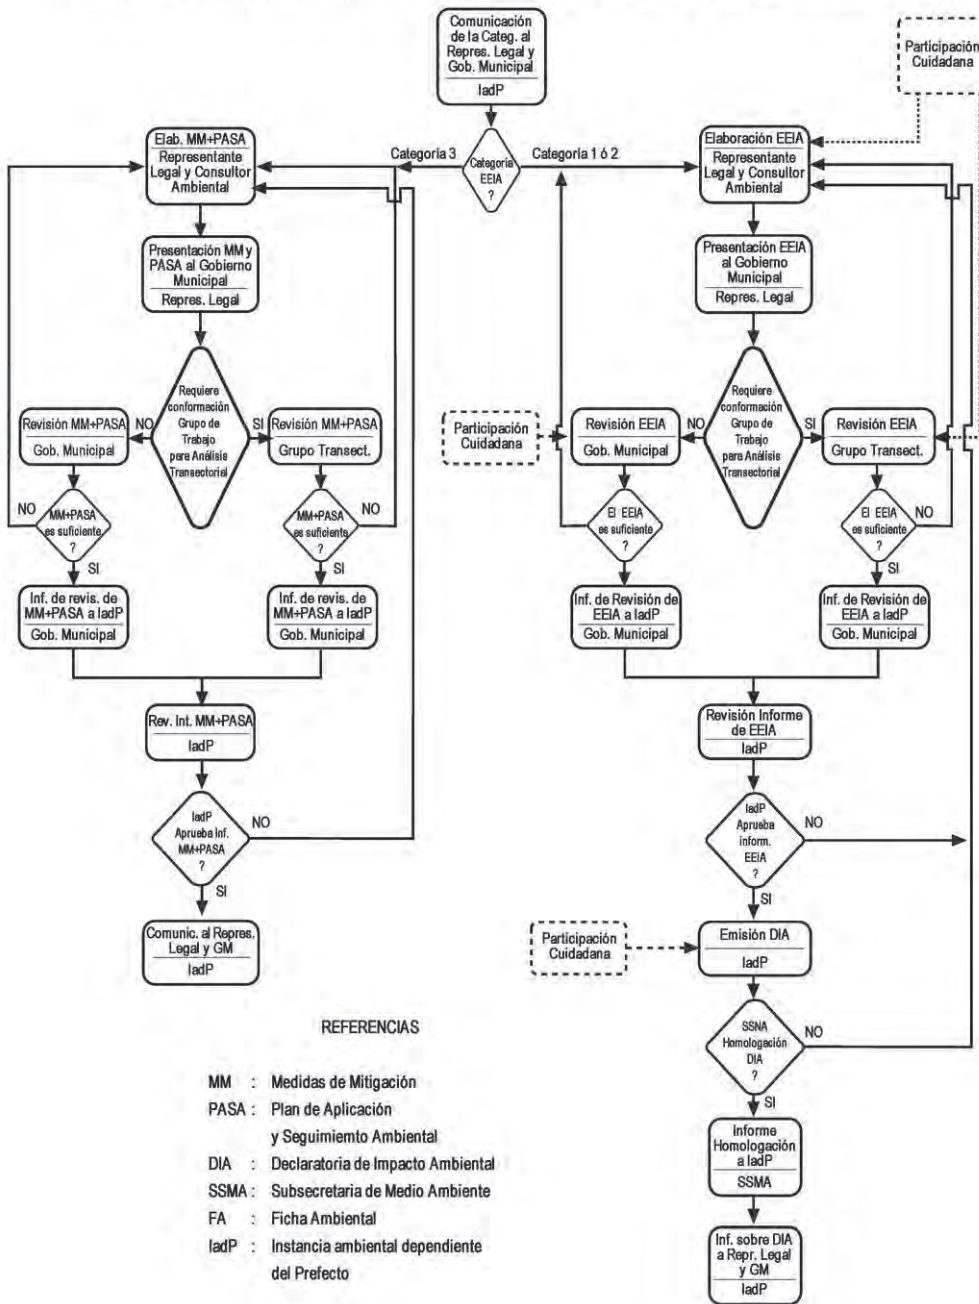 Comunicación
de la Categ. al
Repres. Legal y
Gob. Municipal
IadP
Participación
Cuidadana
Categoría
EEIA
?
Categoría 3
Categoría 1 ó 2
Elab. MM+PASA
Representante
Legal y Consultor
Ambiental
Presentación MM y
PASA al Gobierno
Municipal
Repres. Legal
Requiere
conformación
Grupo de
Trabajo
para Análisis
Transectorial
NO
SI
Revisión MM+PASA
Gob. Municipal
Revisión MM+PASA
Grupo Transect.
MM+PASA
es suficiente
?
NO
SI
MM+PASA
es suficiente
?
NO
SI
Inf. de revis. de
MM+PASA a IadP
Gob. Municipal
Inf. de revis. de
MM+PASA a IadP
Gob. Municipal
Rev. Int. MM+PASA
IadP
IadP
Aprueba Inf.
MM+PASA
?
NO
SI
Comunic. al Repres.
Legal y GM
IadP
Elaboración EEIA
Representante
Legal y Consultor
Ambiental
Presentación EEIA
al Gobierno
Municipal
Repres. Legal
Requiere
conformación
Grupo de
Trabajo
para Análisis
Transectorial
NO
SI
Participación
Cuidadana
Revisión EEIA
Gob. Municipal
Revisión EEIA
Grupo Transect.
El EEIA
es suficiente
?
NO
SI
El EEIA
es suficiente
?
NO
SI
Inf. de Revisión de
EEIA a IadP
Gob. Municipal
Inf. de Revisión de
EEIA a IadP
Gob. Municipal
Revisión Informe
de EEIA
IadP
IadP
Aprueba
inform.
EEIA
?
NO
SI
Participación
Cuidadana
Emisión DIA
IadP
SSNA
Homologación
DIA
?
NO
SI
Informe
Homologación
a IadP
SSMA
Inf. sobre DIA
a Repr. Legal
y GM
IadP
REFERENCIAS
MM : Medidas de Mitigación
PASA : Plan de Aplicación
y Seguimiemto Ambiental
DIA : Declaratoria de Impacto Ambiental
SSMA : Subsecretaria de Medio Ambiente
FA : Ficha Ambiental
IadP : Instancia ambiental dependiente
del Prefecto